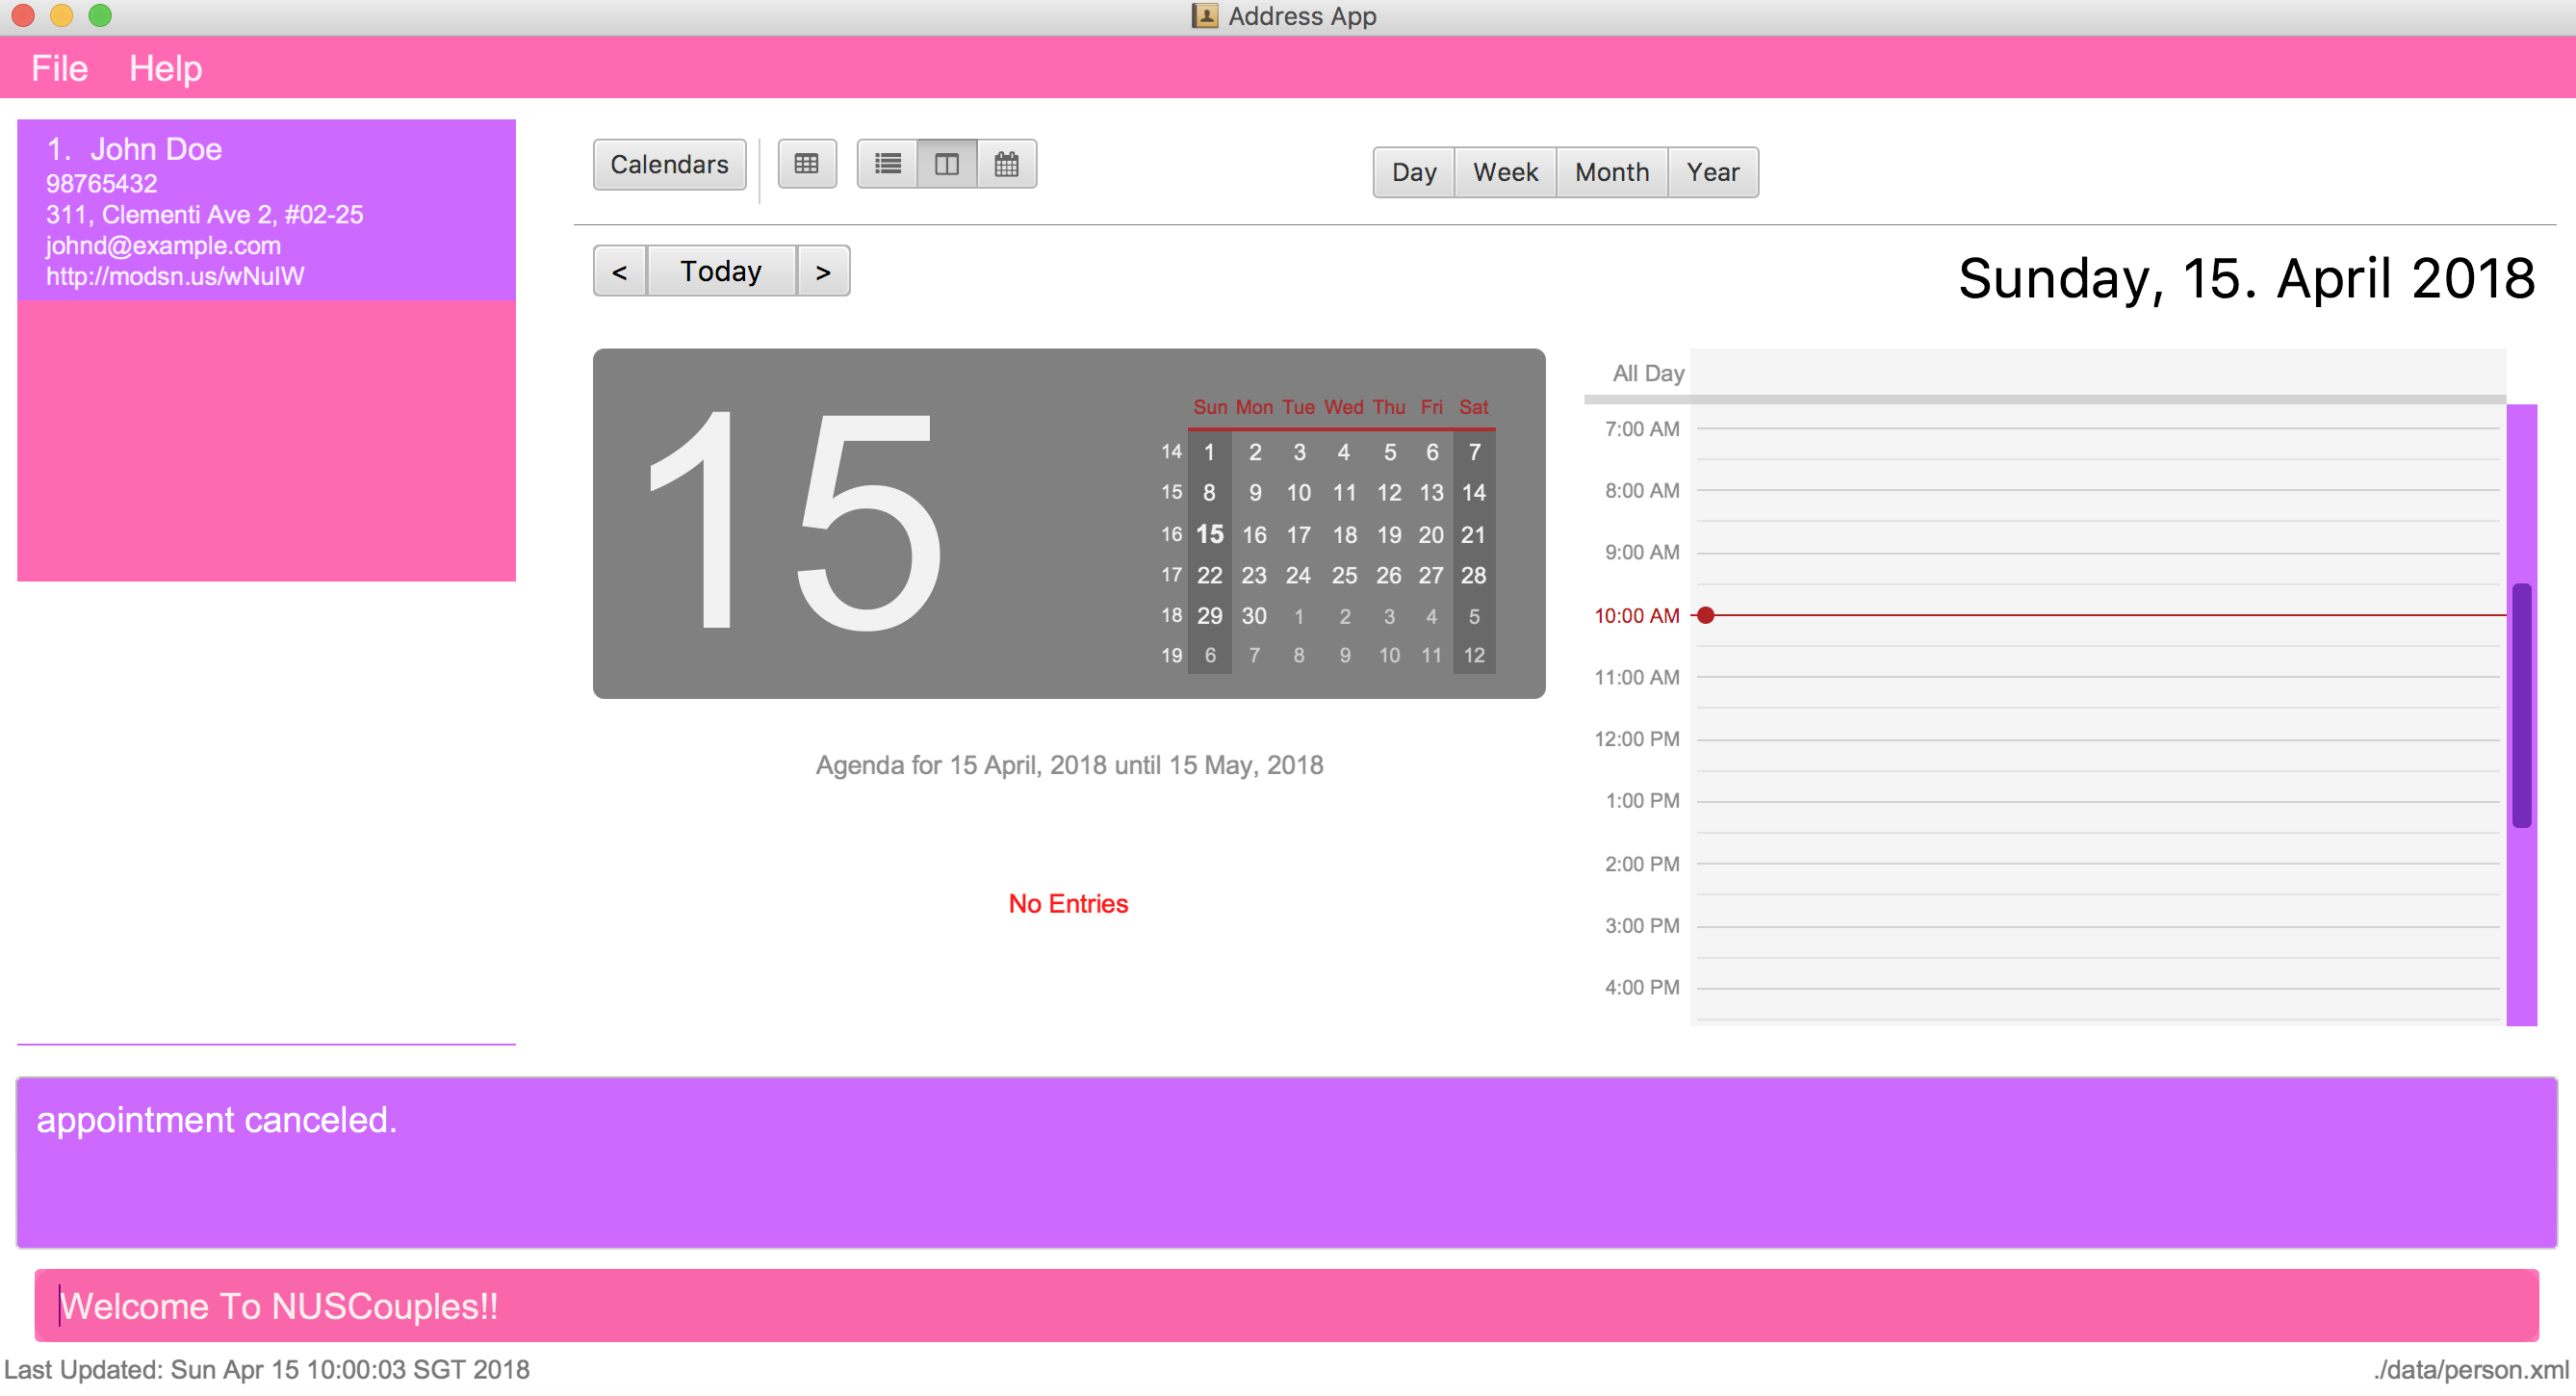 Address App
File Help
1. John Doe
98765432
311, Clementi Ave 2, #02-25
johnd@example.com
http://modsn.us/wNuIW
Calendars
Day Week Month Year
< Today >
Sunday, 15. April 2018
15
Sun Mon Tue Wed Thu Fri Sat
14 1 2 3 4 5 6 7
15 8 9 10 11 12 13 14
16 15 16 17 18 19 20 21
17 22 23 24 25 26 27 28
18 29 30 1 2 3 4 5
19 6 7 8 9 10 11 12
Agenda for 15 April, 2018 until 15 May, 2018
No Entries
All Day
7:00 AM
8:00 AM
9:00 AM
10:00 AM
11:00 AM
12:00 PM
1:00 PM
2:00 PM
3:00 PM
4:00 PM
appointment canceled.
Welcome To NUSCouples!!
Last Updated: Sun Apr 15 10:00:03 SGT 2018
./data/person.xml